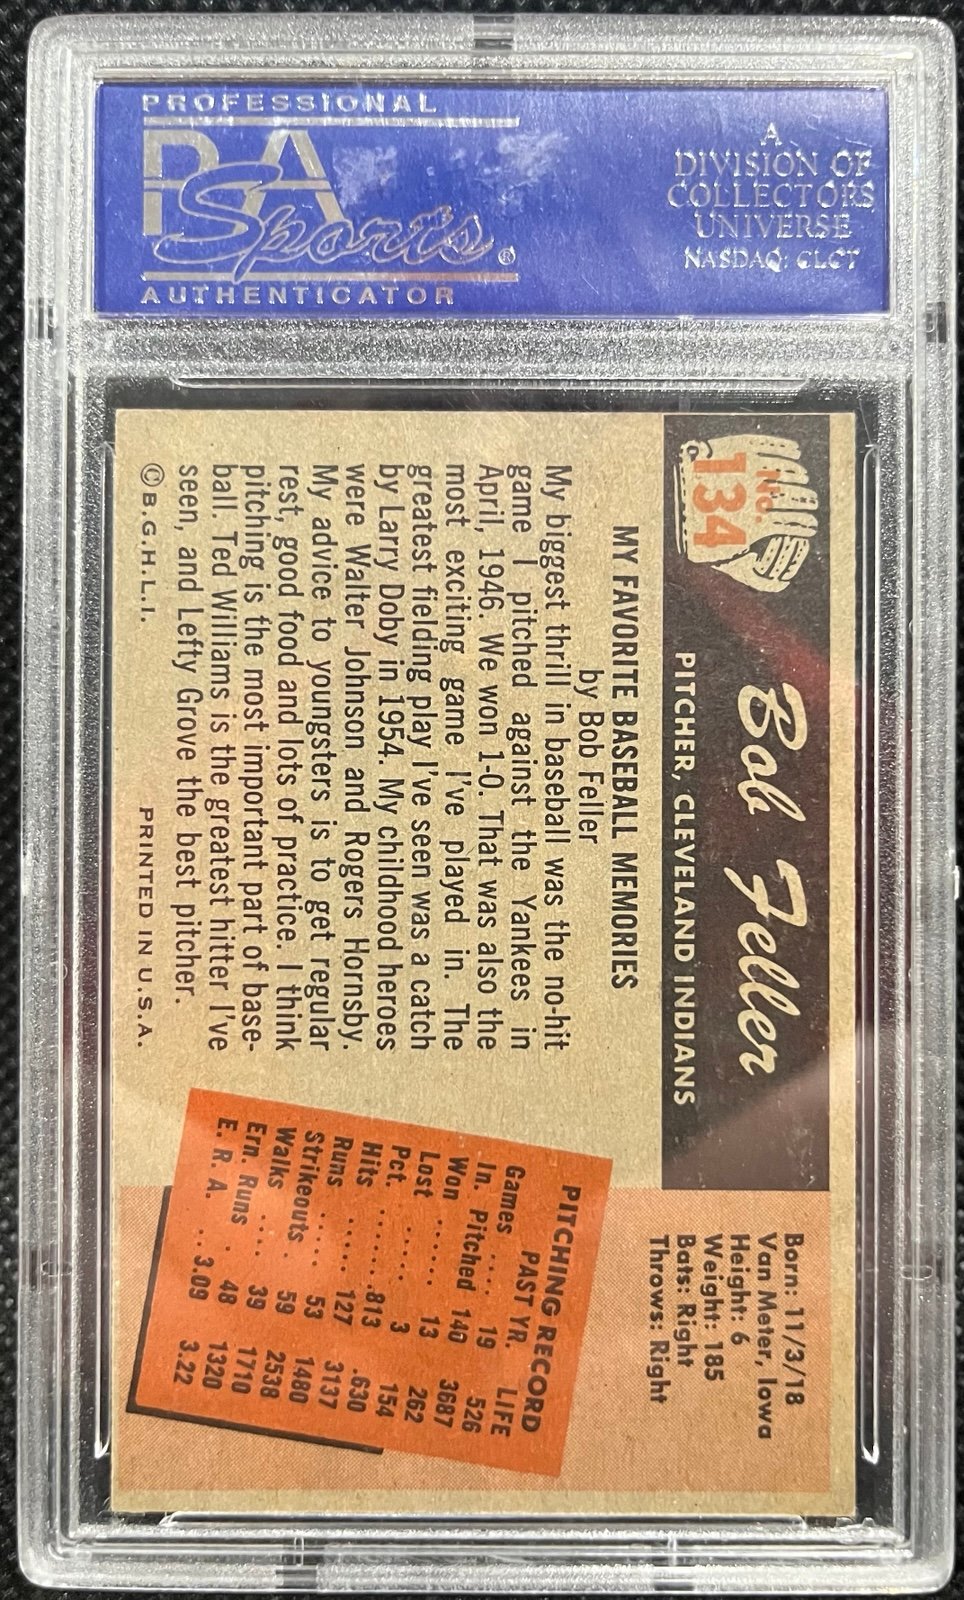 PROFESSIONAL
PSA
Sports®
AUTHENTICATOR
A
DIVISION OF
COLLECTORS
UNIVERSE
NASDAQ: CLCT
No.
134
Bob Feller
PITCHER, CLEVELAND INDIANS
Born: 11/3/18
Van Meter, Iowa
Height: 6
Weight: 185
Bats: Right
Throws: Right
MY FAVORITE BASEBALL MEMORIES
by Bob Feller
My biggest thrill in baseball was the no-hit
game I pitched against the Yankees in
April, 1946. We won 1-0. That was also the
most exciting game I've played in. The
greatest fielding play I've seen was a catch
by Larry Doby in 1954. My childhood heroes
were Walter Johnson and Rogers Hornsby.
My advice to youngsters is to get regular
rest, good food and lots of practice. I think
pitching is the most important part of base-
ball. Ted Williams is the greatest hitter I've
seen, and Lefty Grove the best pitcher.
© B.G.H.L.I. PRINTED IN U.S.A.
PITCHING RECORD
PAST YR. LIFE
Games .... 19 526
In. Pitched 140 3687
Won ...... 13 262
Lost ..... 3 154
Pct. ....... .813 .630
Hits ...... 127 3137
Runs ..... 53 1480
Strikeouts . 59 2538
Walks .... 39 1710
Ern. Runs . 48 1320
E. R. A. .. 3.09 3.22